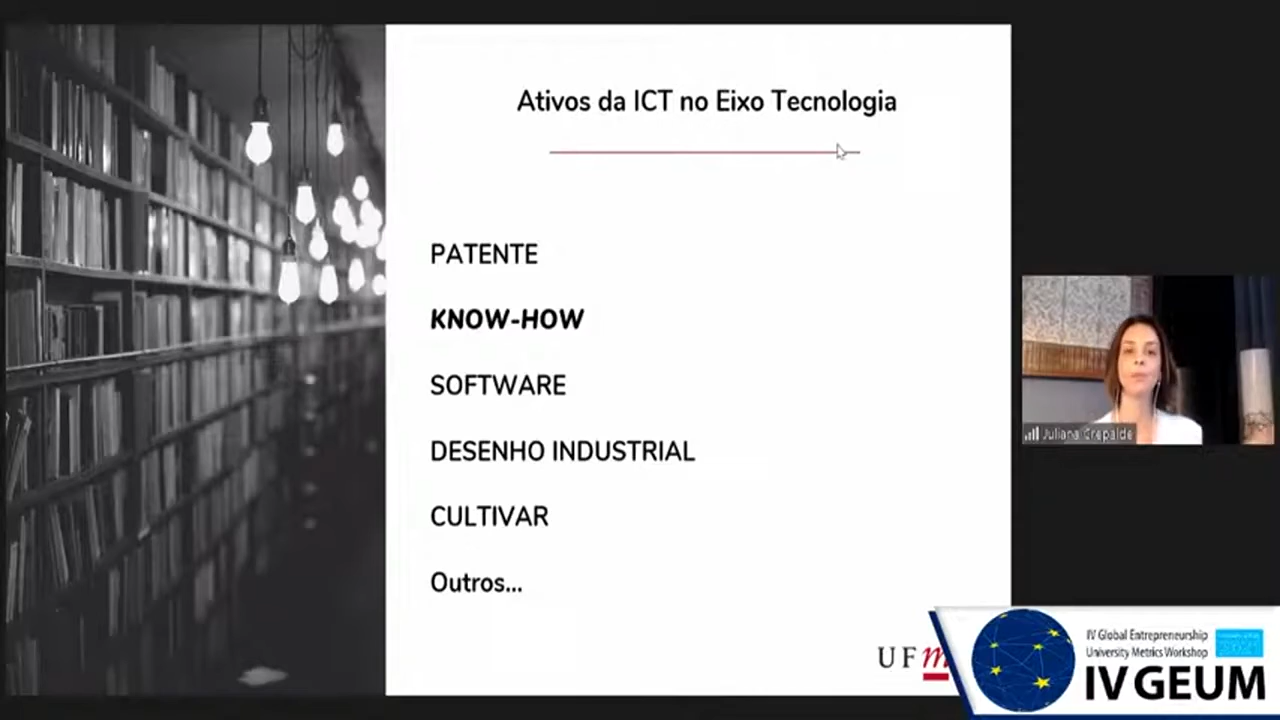 Ativos da ICT no Eixo Tecnologia
PATENTE
KNOW-HOW
SOFTWARE
DESENHO INDUSTRIAL
CULTIVAR
Outros...
Juliana Crepalde
UFm
IV Global Entrepreneurship
University Metrics Workshop
IV GEUM